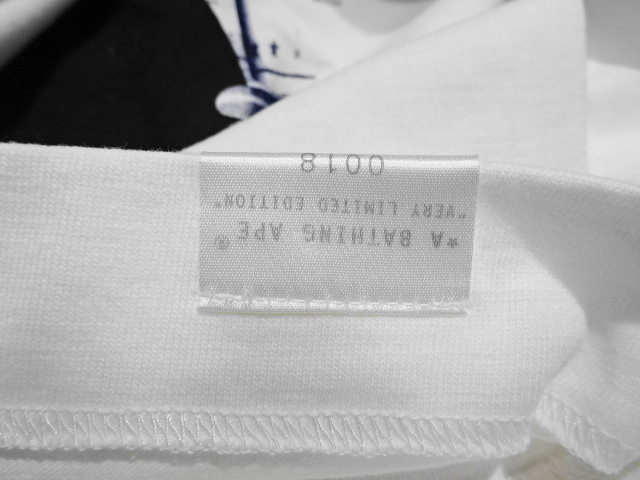 ★A BATHING APE®
"VERY LIMITED EDITION"
0018